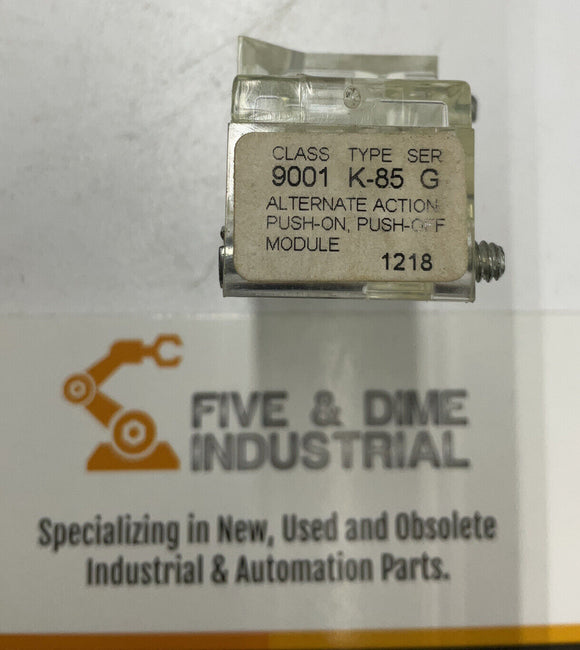 CLASS TYPE SER
9001 K-85 G
ALTERNATE ACTION
PUSH-ON, PUSH-OFF
MODULE
1218
FIVE & DIME
INDUSTRIAL
Specializing in New, Used and Obsolete
Industrial & Automation Parts.